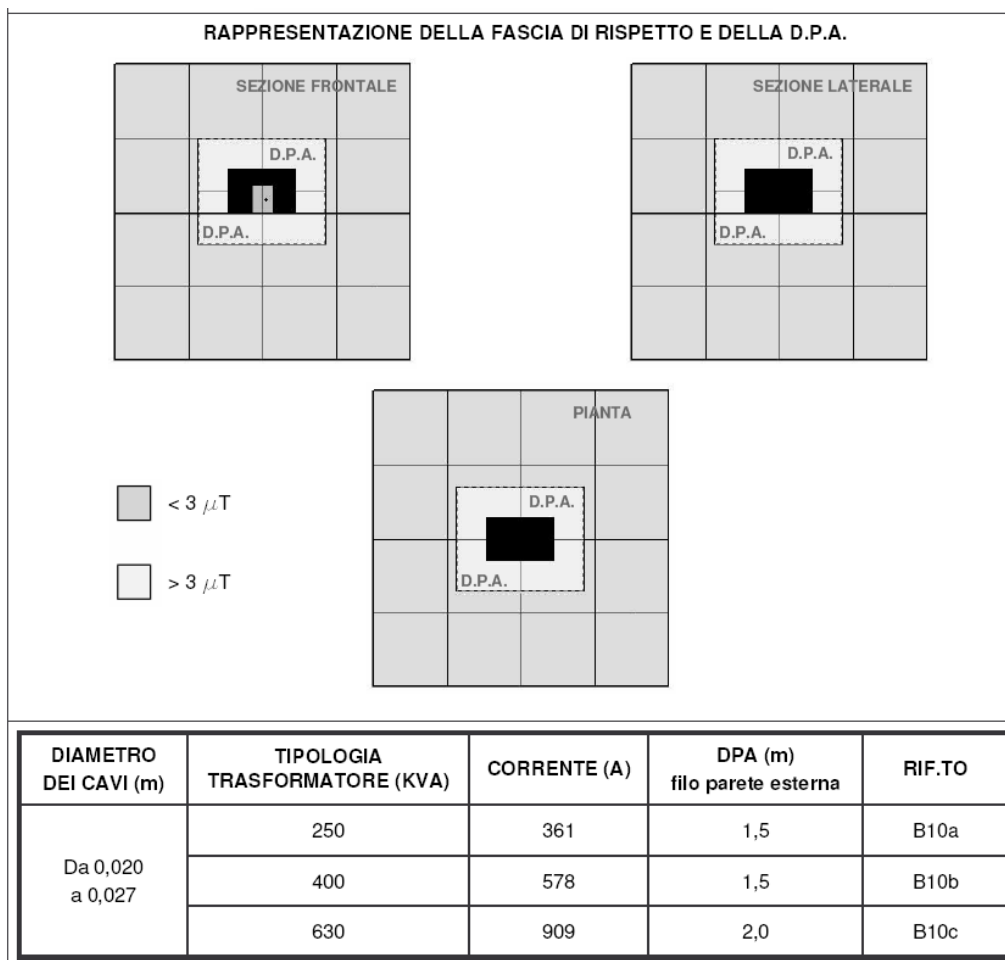 RAPPRESENTAZIONE DELLA FASCIA DI RISPETTO E DELLA D.P.A.
SEZIONE FRONTALE
D.P.A.
D.P.A.
SEZIONE LATERALE
D.P.A.
D.P.A.
PIANTA
D.P.A.
D.P.A.
< 3 μT
> 3 μT
DIAMETRO
DEI CAVI (m)
TIPOLOGIA
TRASFORMATORE (KVA)
CORRENTE (A)
DPA (m)
filo parete esterna
RIF.TO
Da 0,020
a 0,027
250
361
1,5
B10a
400
578
1,5
B10b
630
909
2,0
B10c